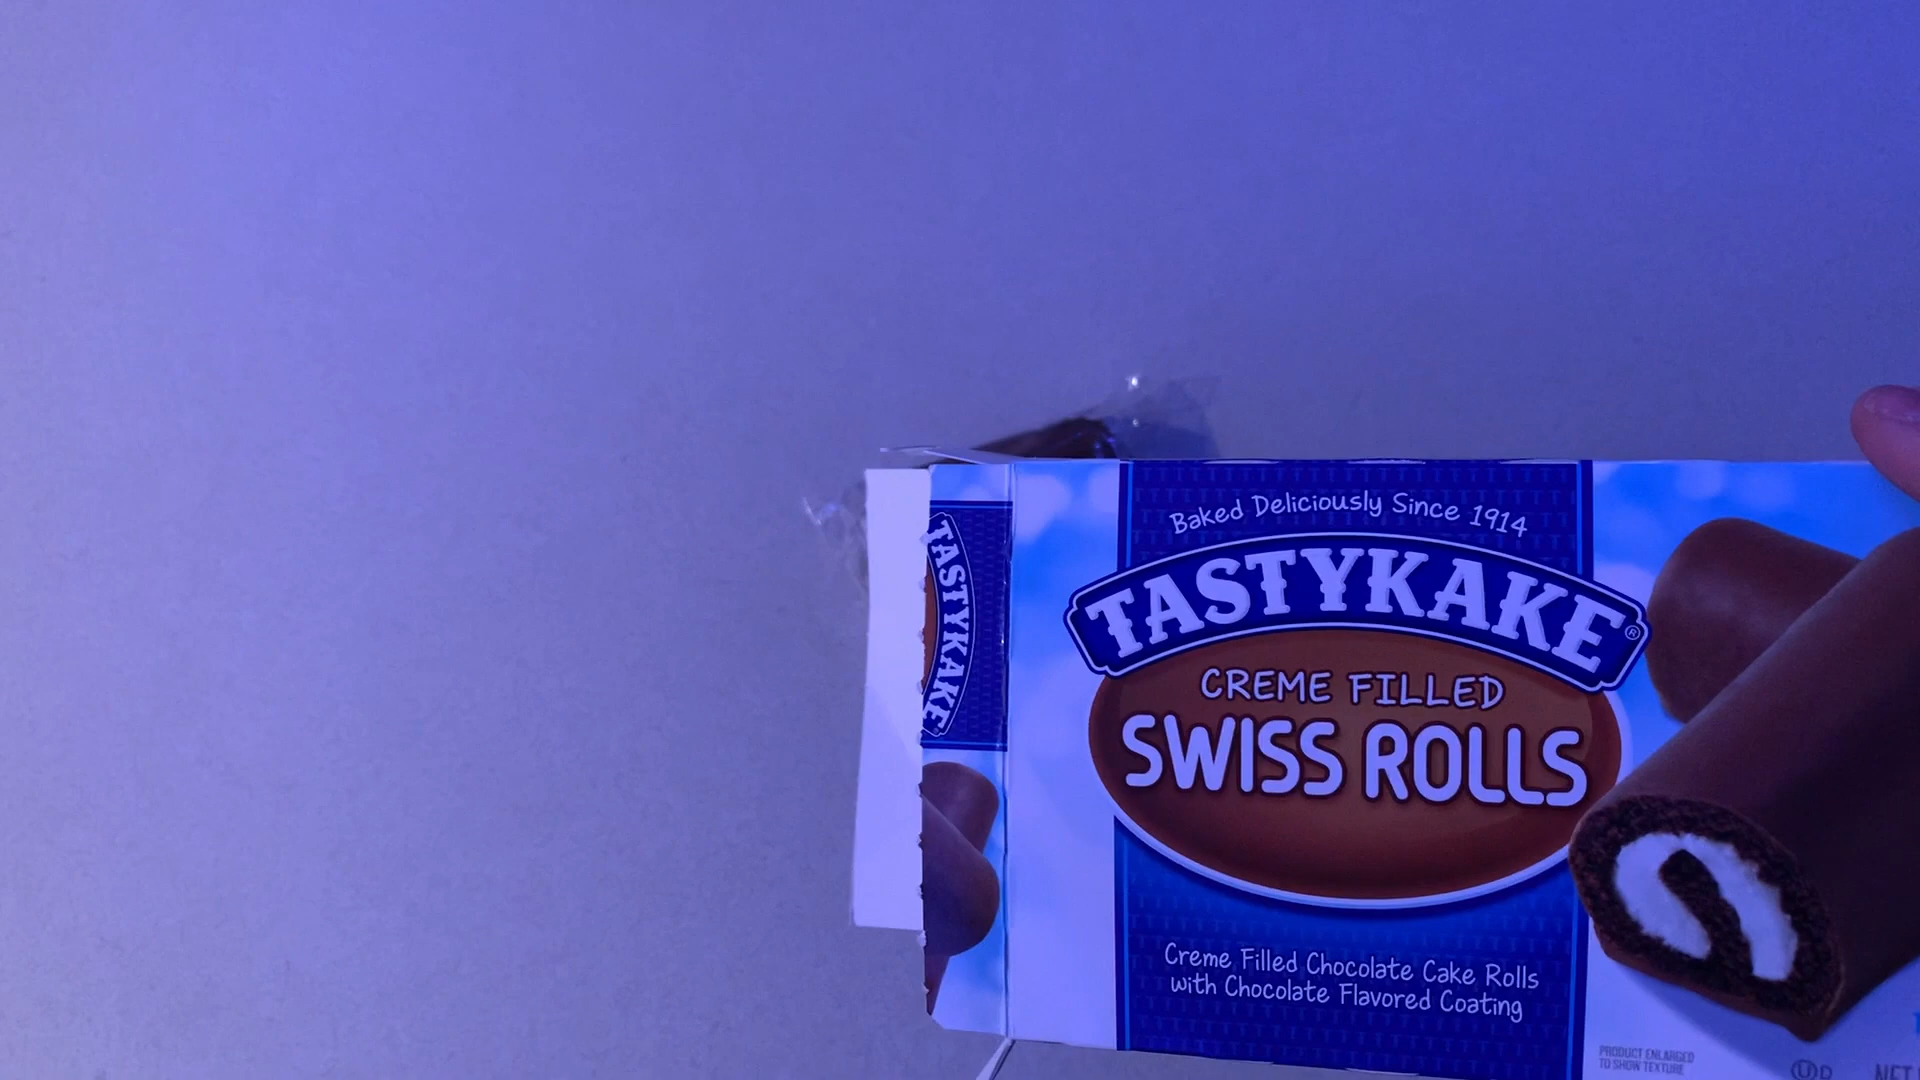 Baked Deliciously Since 1914
TASTYKAKE®
CREME FILLED
SWISS ROLLS
Creme Filled Chocolate Cake Rolls
with Chocolate Flavored Coating
PRODUCT ENLARGED
TO SHOW TEXTURE
U D
NET
TASTYKAKE